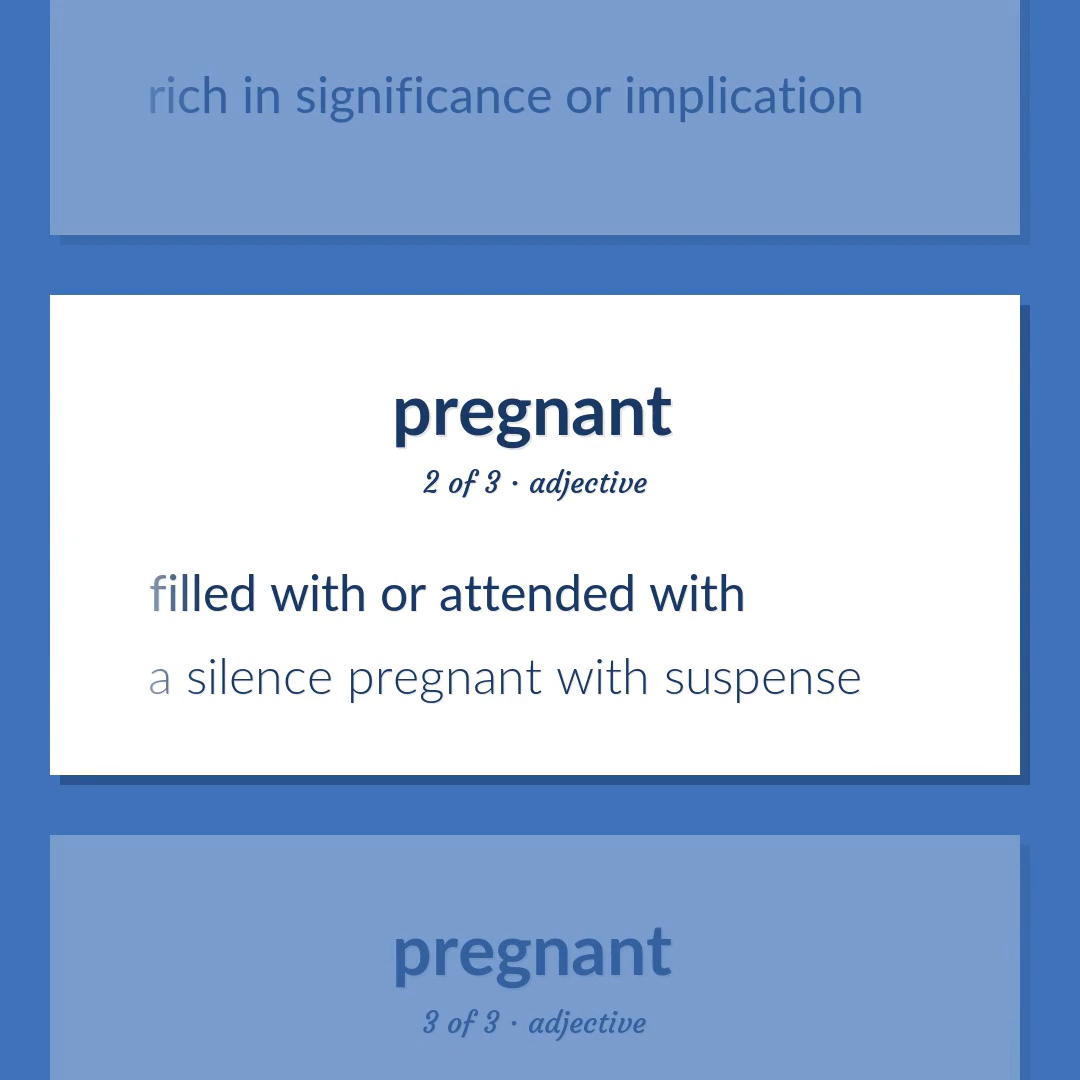 rich in significance or implication
pregnant
2 of 3 · adjective
filled with or attended with
a silence pregnant with suspense
pregnant
3 of 3 · adjective